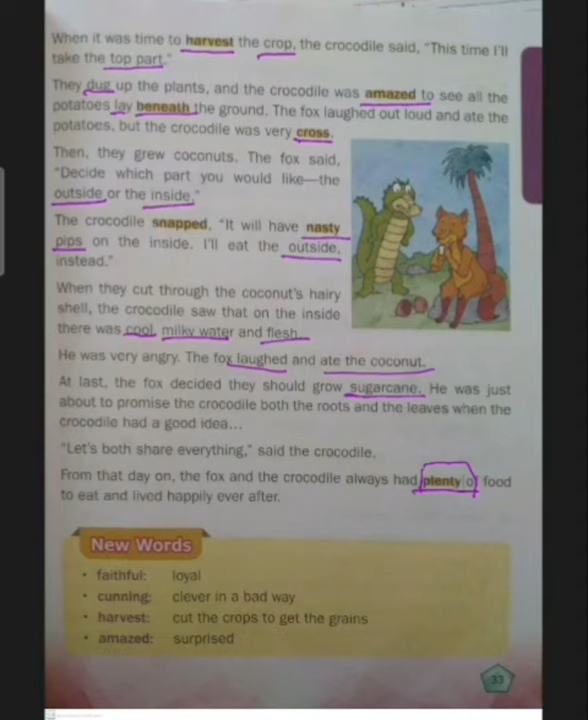 When it was time to harvest the crop, the crocodile said, "This time I'll
take the top part."
They dug up the plants, and the crocodile was amazed to see all the
potatoes lay beneath the ground. The fox laughed out loud and ate the
potatoes, but the crocodile was very cross.
Then, they grew coconuts. The fox said,
"Decide which part you would like—the
outside or the inside."
The crocodile snapped, "It will have nasty
pips on the inside. I'll eat the outside,
instead."
When they cut through the coconut's hairy
shell, the crocodile saw that on the inside
there was cool, milky water and flesh.
He was very angry. The fox laughed and ate the coconut.
At last, the fox decided they should grow sugarcane. He was just
about to promise the crocodile both the roots and the leaves when the
crocodile had a good idea...
"Let's both share everything," said the crocodile.
From that day on, the fox and the crocodile always had plenty of food
to eat and lived happily ever after.
New Words
• faithful: loyal
• cunning: clever in a bad way
• harvest: cut the crops to get the grains
• amazed: surprised
33